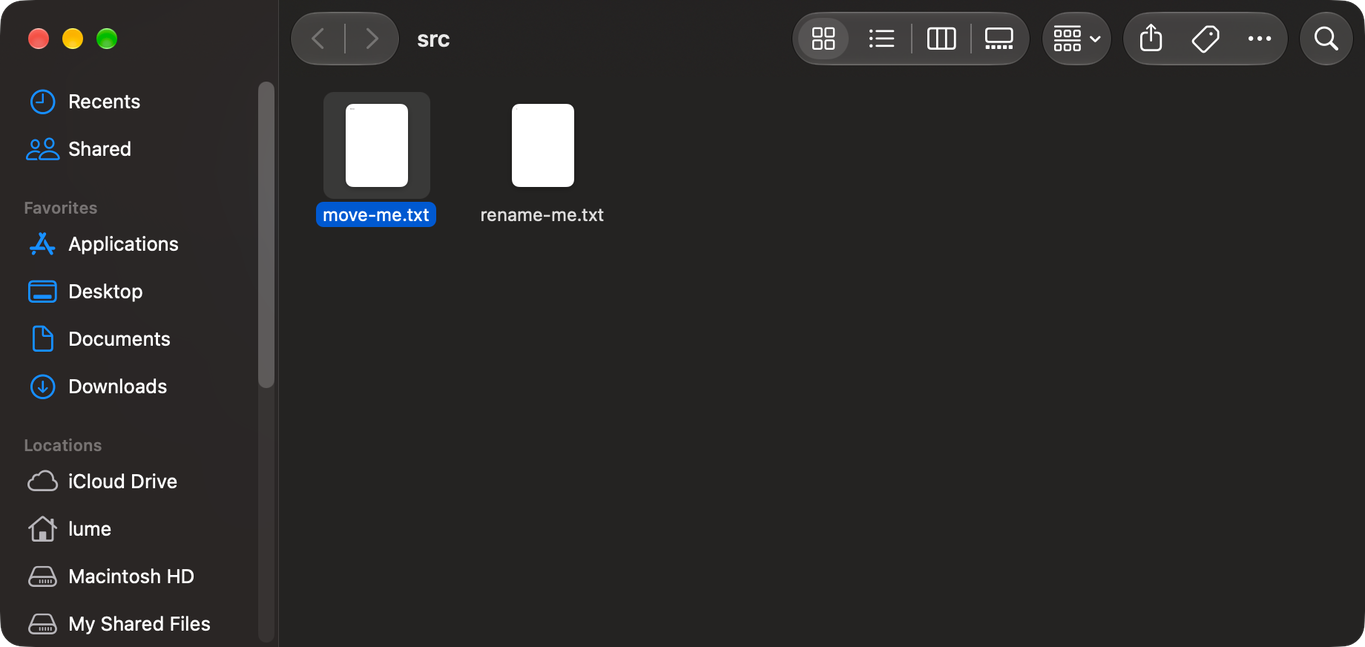 src
Recents
Shared
Favorites
Applications
Desktop
Documents
Downloads
Locations
iCloud Drive
lume
Macintosh HD
My Shared Files
move-me.txt
rename-me.txt